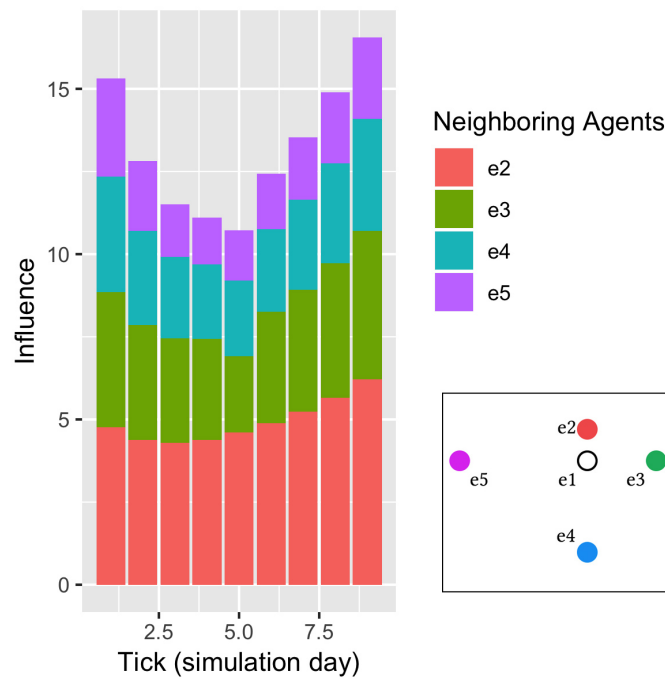 15
10
5
0
Influence
2.5 5.0 7.5
Tick (simulation day)
Neighboring Agents
e2
e3
e4
e5
e2
e5 e1 e3
e4